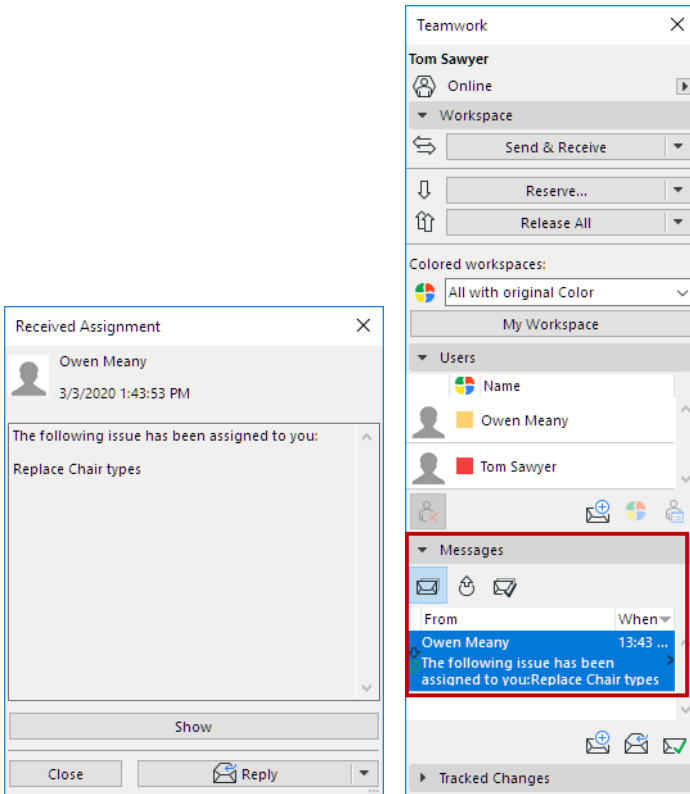 Received Assignment
Owen Meany
3/3/2020 1:43:53 PM
The following issue has been assigned to you:
Replace Chair types
Show
Close
Reply
Teamwork
Tom Sawyer
Online
Workspace
Send & Receive
Reserve...
Release All
Colored workspaces:
All with original Color
My Workspace
Users
Name
Owen Meany
Tom Sawyer
Messages
From When
Owen Meany 13:43 ...
The following issue has been
assigned to you:Replace Chair types
Tracked Changes